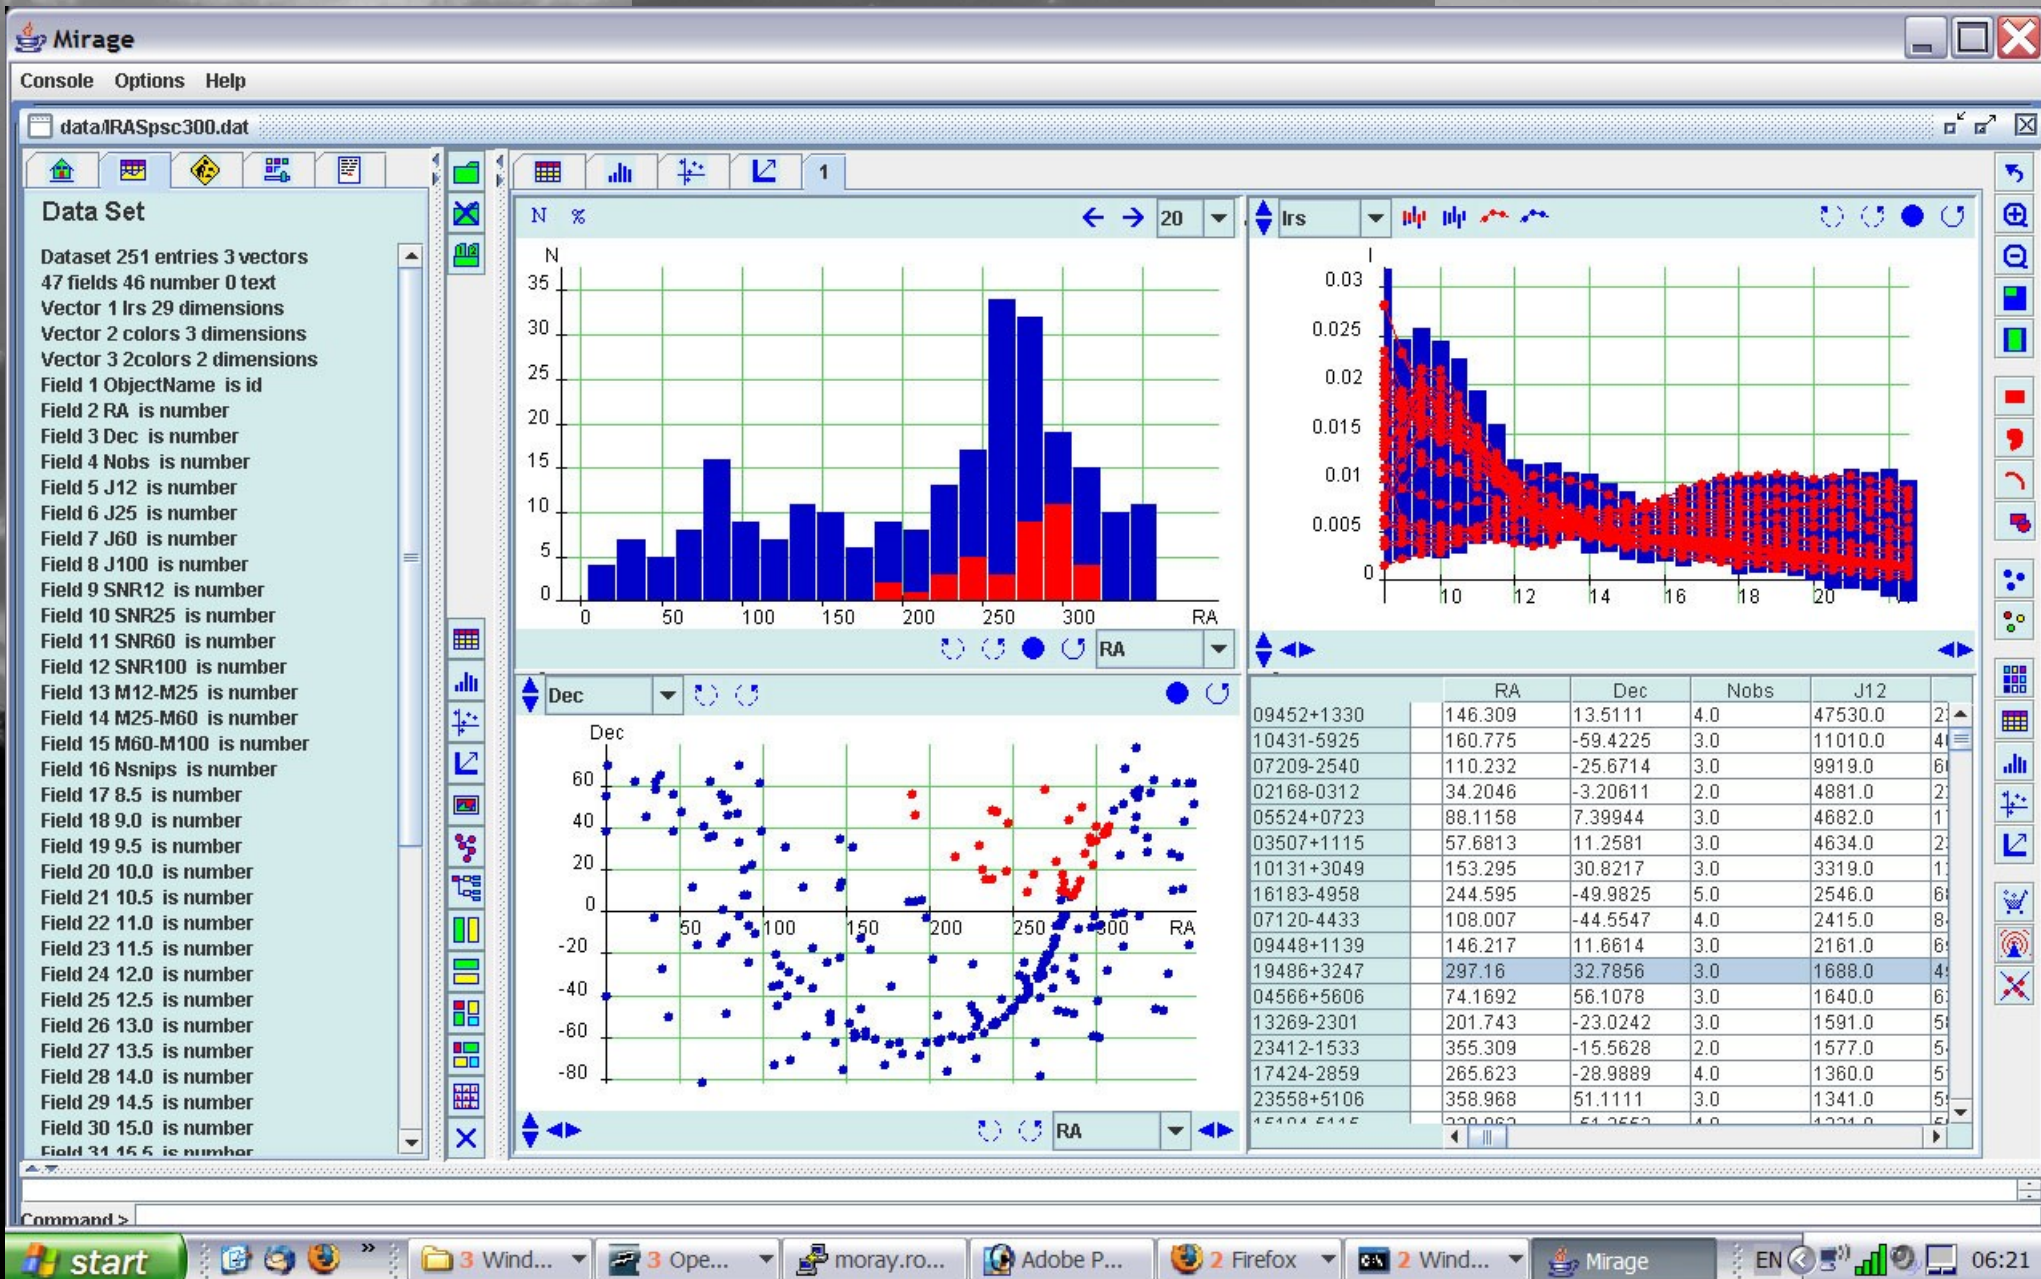 Mirage
Console Options Help
data/IRASpsc300.dat
Data Set
Dataset 251 entries 3 vectors
47 fields 46 number 0 text
Vector 1 lrs 29 dimensions
Vector 2 colors 3 dimensions
Vector 3 2colors 2 dimensions
Field 1 ObjectName is id
Field 2 RA is number
Field 3 Dec is number
Field 4 Nobs is number
Field 5 J12 is number
Field 6 J25 is number
Field 7 J60 is number
Field 8 J100 is number
Field 9 SNR12 is number
Field 10 SNR25 is number
Field 11 SNR60 is number
Field 12 SNR100 is number
Field 13 M12-M25 is number
Field 14 M25-M60 is number
Field 15 M60-M100 is number
Field 16 Nsnips is number
Field 17 8.5 is number
Field 18 9.0 is number
Field 19 9.5 is number
Field 20 10.0 is number
Field 21 10.5 is number
Field 22 11.0 is number
Field 23 11.5 is number
Field 24 12.0 is number
Field 25 12.5 is number
Field 26 13.0 is number
Field 27 13.5 is number
Field 28 14.0 is number
Field 29 14.5 is number
Field 30 15.0 is number
Field 31 15.5 is number
1
N % 20
N
35
30
25
20
15
10
5
0
0 50 100 150 200 250 300 RA
RA
lrs
I
0.03
0.025
0.02
0.015
0.01
0.005
0
10 12 14 16 18 20
Dec
Dec
60
40
20
0
-20
-40
-60
-80
50 100 150 200 250 300 RA
RA
RA Dec Nobs J12
09452+1330 146.309 13.5111 4.0 47530.0
10431-5925 160.775 -59.4225 3.0 11010.0
07209-2540 110.232 -25.6714 3.0 9919.0
02168-0312 34.2046 -3.20611 2.0 4881.0
05524+0723 88.1158 7.39944 3.0 4682.0
03507+1115 57.6813 11.2581 3.0 4634.0
10131+3049 153.295 30.8217 3.0 3319.0
16183-4958 244.595 -49.9825 5.0 2546.0
07120-4433 108.007 -44.5547 4.0 2415.0
09448+1139 146.217 11.6614 3.0 2161.0
19486+3247 297.16 32.7856 3.0 1688.0
04566+5606 74.1692 56.1078 3.0 1640.0
13269-2301 201.743 -23.0242 3.0 1591.0
23412-1533 355.309 -15.5628 2.0 1577.0
17424-2859 265.623 -28.9889 4.0 1360.0
23558+5106 358.968 51.1111 3.0 1341.0
Command >
start 3 Wind... 3 Ope... moray.ro... Adobe P... 2 Firefox 2 Wind... Mirage EN 06:21